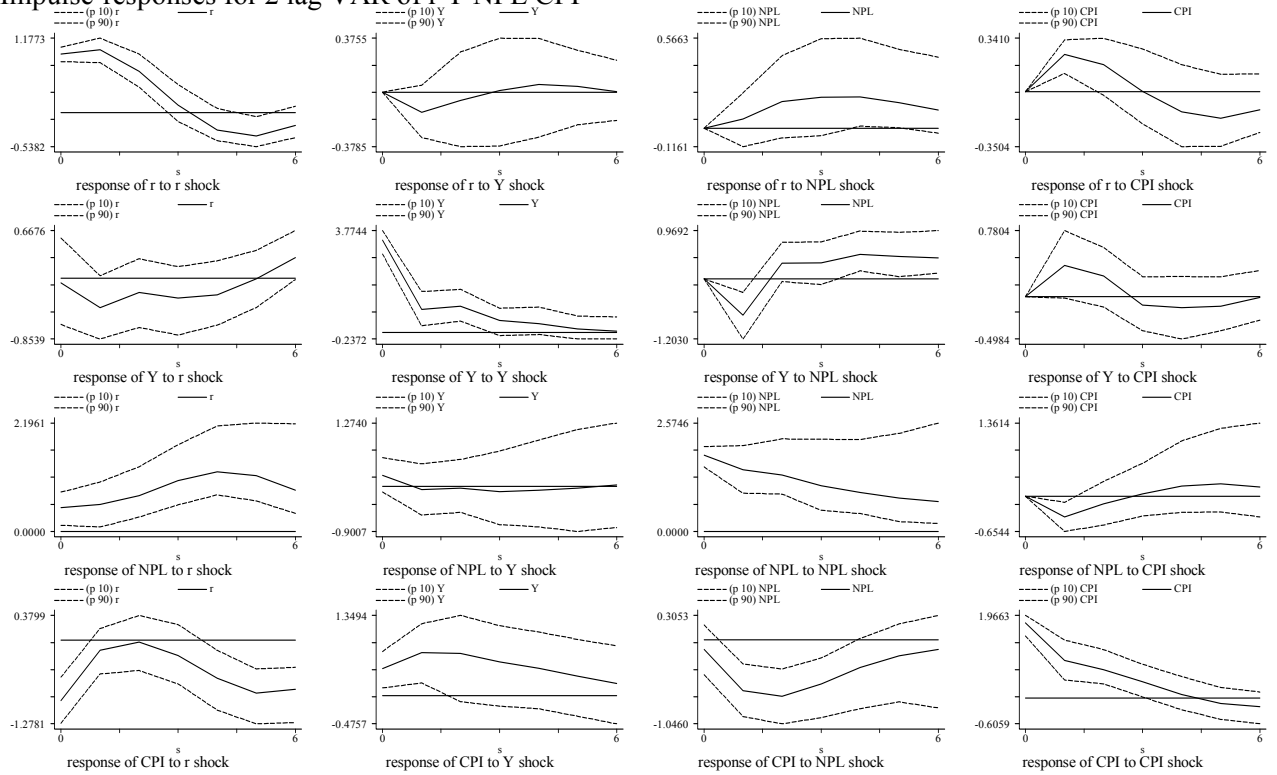 Impulse responses for 2 lag VAR of r Y NPL CPI
(p 10) r
r
(p 90) r
1.1773
-0.5382
0
6
s
response of r to r shock
(p 10) Y
Y
(p 90) Y
0.3755
-0.3785
0
6
s
response of r to Y shock
(p 10) NPL
NPL
(p 90) NPL
0.5663
-0.1161
0
6
s
response of r to NPL shock
(p 10) CPI
CPI
(p 90) CPI
0.3410
-0.3504
0
6
s
response of r to CPI shock
(p 10) r
r
(p 90) r
0.6676
-0.8539
0
6
s
response of Y to r shock
(p 10) Y
Y
(p 90) Y
3.7744
-0.2372
0
6
s
response of Y to Y shock
(p 10) NPL
NPL
(p 90) NPL
0.9692
-1.2030
0
6
s
response of Y to NPL shock
(p 10) CPI
CPI
(p 90) CPI
0.7804
-0.4984
0
6
s
response of Y to CPI shock
(p 10) r
r
(p 90) r
2.1961
0.0000
0
6
s
response of NPL to r shock
(p 10) Y
Y
(p 90) Y
1.2740
-0.9007
0
6
s
response of NPL to Y shock
(p 10) NPL
NPL
(p 90) NPL
2.5746
0.0000
0
6
s
response of NPL to NPL shock
(p 10) CPI
CPI
(p 90) CPI
1.3614
-0.6544
0
6
s
response of NPL to CPI shock
(p 10) r
r
(p 90) r
0.3799
-1.2781
0
6
s
response of CPI to r shock
(p 10) Y
Y
(p 90) Y
1.3494
-0.4757
0
6
s
response of CPI to Y shock
(p 10) NPL
NPL
(p 90) NPL
0.3053
-1.0460
0
6
s
response of CPI to NPL shock
(p 10) CPI
CPI
(p 90) CPI
1.9663
-0.6059
0
6
s
response of CPI to CPI shock